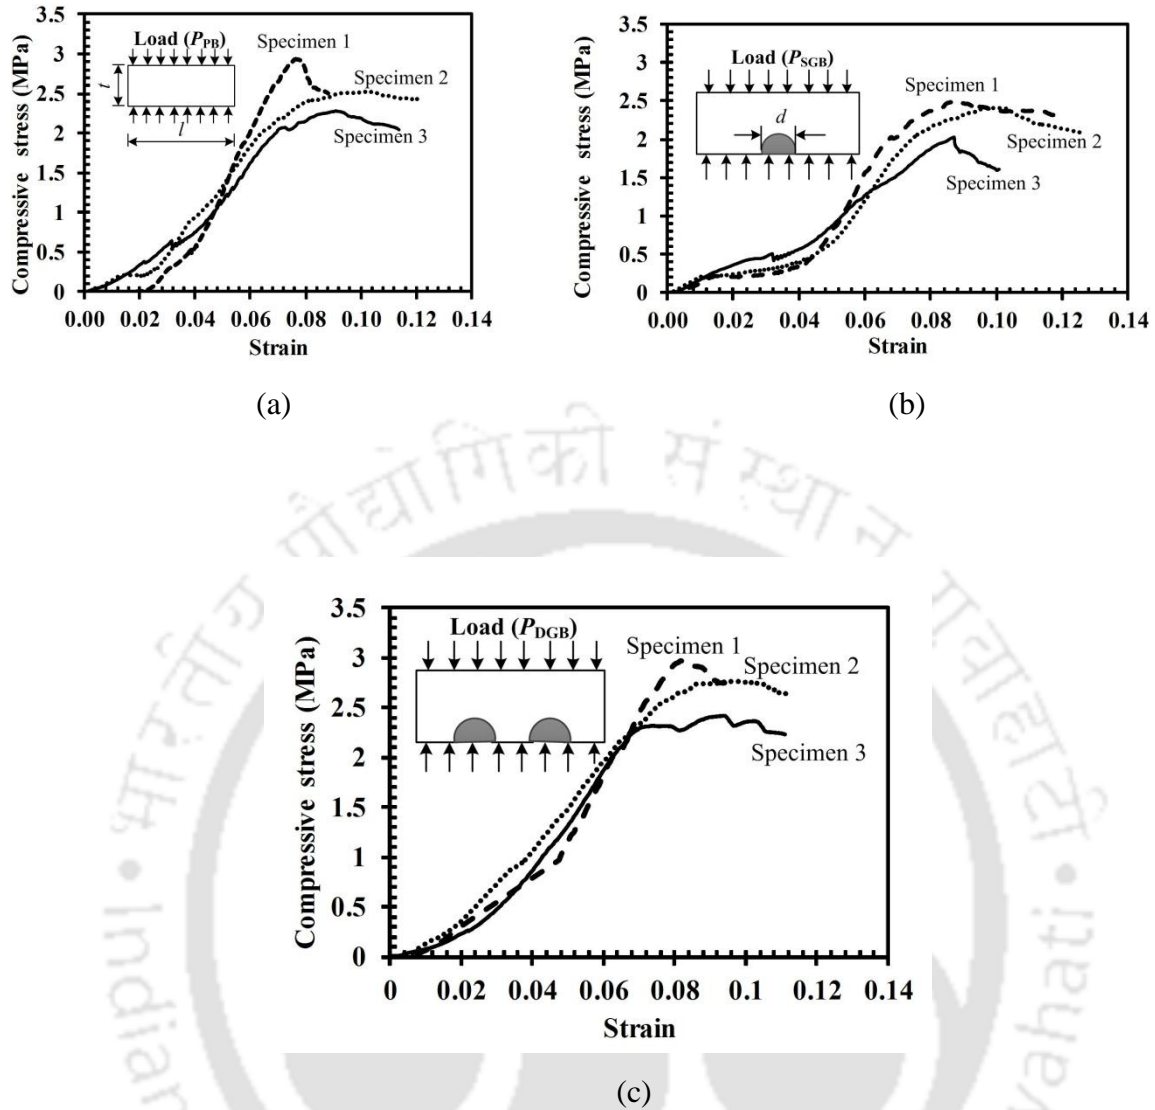 3.5
3
2.5
2
1.5
1
0.5
0
0.00 0.02 0.04 0.06 0.08 0.10 0.12 0.14
Compressive stress (MPa)
Strain
Load (P_PB)
t
l
Specimen 1
Specimen 2
Specimen 3
(a)
3.5
3
2.5
2
1.5
1
0.5
0
0.00 0.02 0.04 0.06 0.08 0.10 0.12 0.14
Compressive stress (MPa)
Strain
Load (P_SGB)
d
Specimen 1
Specimen 2
Specimen 3
(b)
3.5
3
2.5
2
1.5
1
0.5
0
0 0.02 0.04 0.06 0.08 0.1 0.12 0.14
Compressive stress (MPa)
Strain
Load (P_DGB)
Specimen 1
Specimen 2
Specimen 3
(c)
संस्थान
Indian